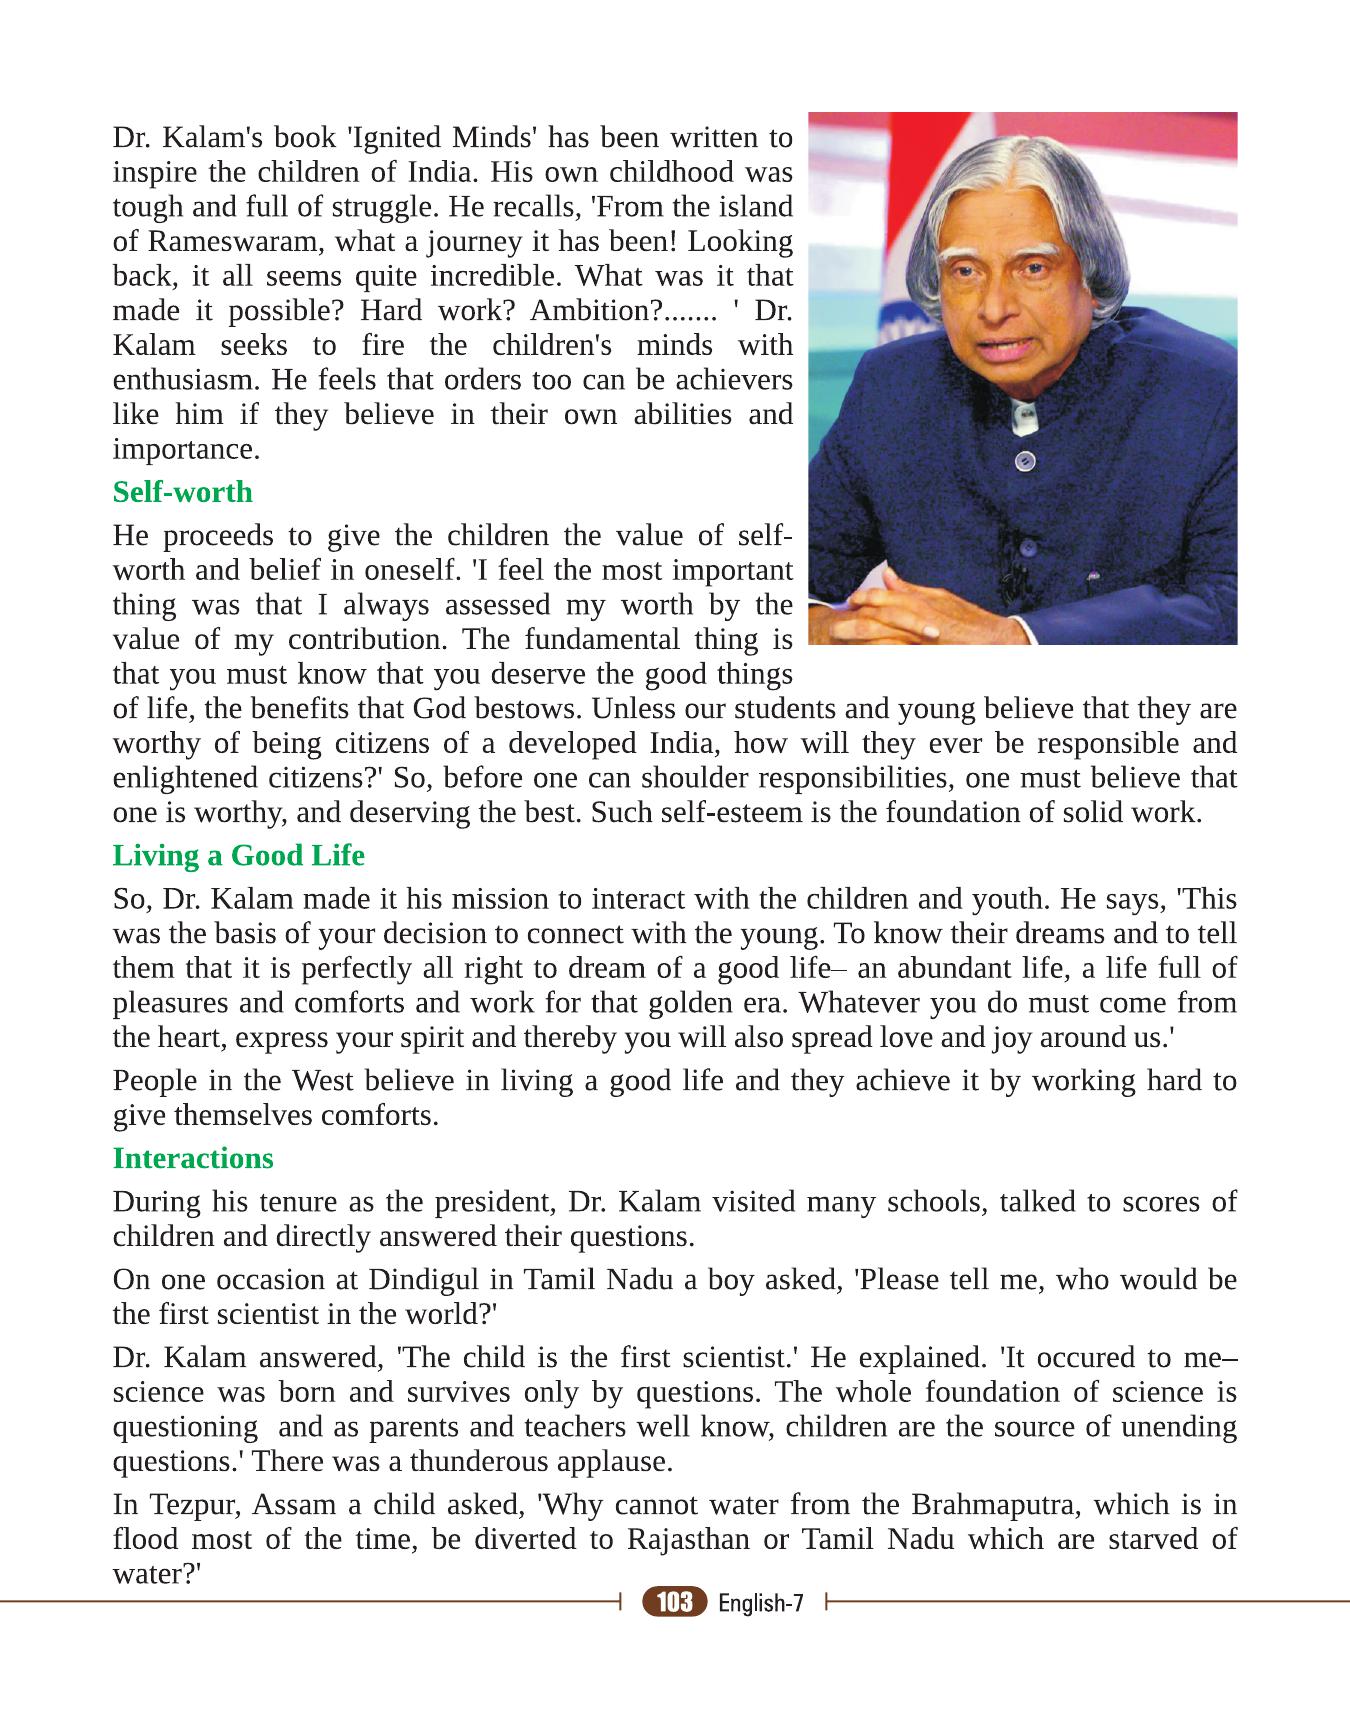 Dr. Kalam's book 'Ignited Minds' has been written to
inspire the children of India. His own childhood was
tough and full of struggle. He recalls, 'From the island
of Rameswaram, what a journey it has been! Looking
back, it all seems quite incredible. What was it that
made it possible? Hard work? Ambition?....... ' Dr.
Kalam seeks to fire the children's minds with
enthusiasm. He feels that orders too can be achievers
like him if they believe in their own abilities and
importance.
Self-worth
He proceeds to give the children the value of self-
worth and belief in oneself. 'I feel the most important
thing was that I always assessed my worth by the
value of my contribution. The fundamental thing is
that you must know that you deserve the good things
of life, the benefits that God bestows. Unless our students and young believe that they are
worthy of being citizens of a developed India, how will they ever be responsible and
enlightened citizens?' So, before one can shoulder responsibilities, one must believe that
one is worthy, and deserving the best. Such self-esteem is the foundation of solid work.
Living a Good Life
So, Dr. Kalam made it his mission to interact with the children and youth. He says, 'This
was the basis of your decision to connect with the young. To know their dreams and to tell
them that it is perfectly all right to dream of a good life– an abundant life, a life full of
pleasures and comforts and work for that golden era. Whatever you do must come from
the heart, express your spirit and thereby you will also spread love and joy around us.'
People in the West believe in living a good life and they achieve it by working hard to
give themselves comforts.
Interactions
During his tenure as the president, Dr. Kalam visited many schools, talked to scores of
children and directly answered their questions.
On one occasion at Dindigul in Tamil Nadu a boy asked, 'Please tell me, who would be
the first scientist in the world?'
Dr. Kalam answered, 'The child is the first scientist.' He explained. 'It occured to me–
science was born and survives only by questions. The whole foundation of science is
questioning and as parents and teachers well know, children are the source of unending
questions.' There was a thunderous applause.
In Tezpur, Assam a child asked, 'Why cannot water from the Brahmaputra, which is in
flood most of the time, be diverted to Rajasthan or Tamil Nadu which are starved of
water?'
103 English-7